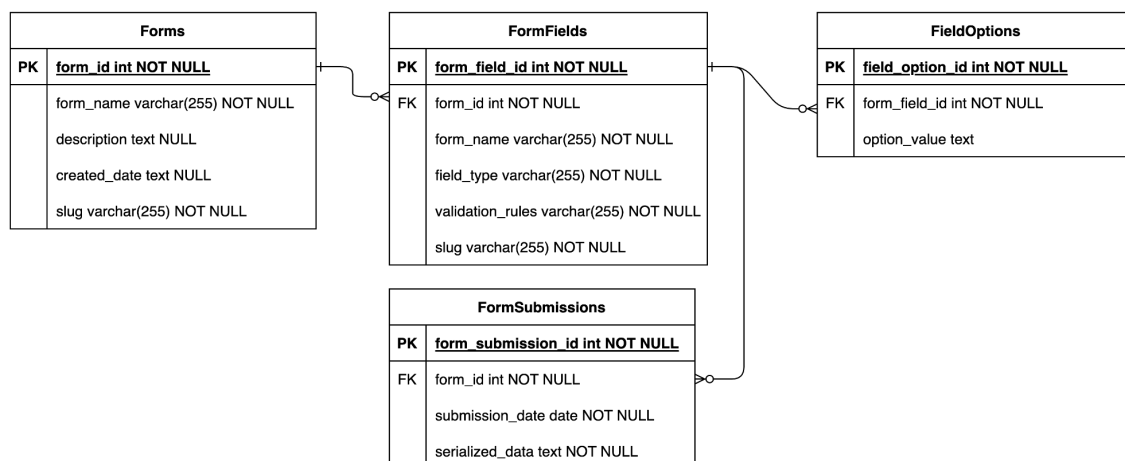 Forms
PK form_id int NOT NULL
form_name varchar(255) NOT NULL
description text NULL
created_date text NULL
slug varchar(255) NOT NULL
FormFields
PK form_field_id int NOT NULL
FK form_id int NOT NULL
form_name varchar(255) NOT NULL
field_type varchar(255) NOT NULL
validation_rules varchar(255) NOT NULL
slug varchar(255) NOT NULL
FieldOptions
PK field_option_id int NOT NULL
FK form_field_id int NOT NULL
option_value text
FormSubmissions
PK form_submission_id int NOT NULL
FK form_id int NOT NULL
submission_date date NOT NULL
serialized_data text NOT NULL